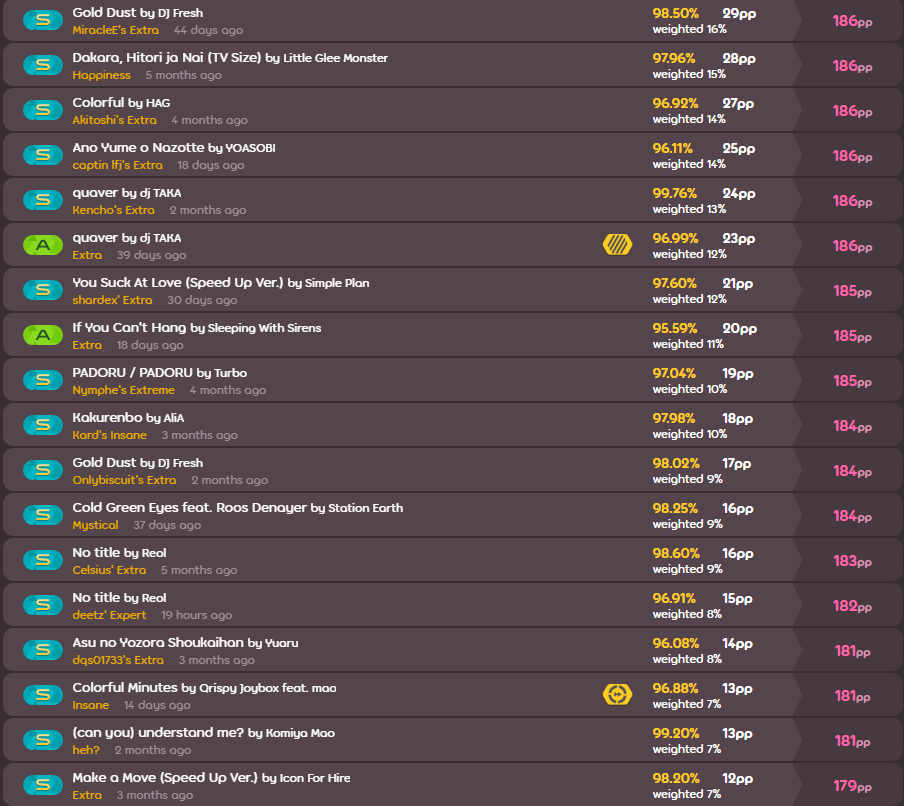 S Gold Dust by DJ Fresh 98.50% 29pp 186pp
MiracleE's Extra 44 days ago weighted 16%
S Dakara, Hitori ja Nai (TV Size) by Little Glee Monster 97.96% 28pp 186pp
Happiness 5 months ago weighted 15%
S Colorful by HAG 96.92% 27pp 186pp
Akitoshi's Extra 4 months ago weighted 14%
S Ano Yume o Nazotte by YOASOBI 96.11% 25pp 186pp
captin lfj's Extra 18 days ago weighted 14%
S quaver by dj TAKA 99.76% 24pp 186pp
Kencho's Extra 2 months ago weighted 13%
A quaver by dj TAKA 96.99% 23pp 186pp
Extra 39 days ago weighted 12%
S You Suck At Love (Speed Up Ver.) by Simple Plan 97.60% 21pp 185pp
shardex' Extra 30 days ago weighted 12%
A If You Can't Hang by Sleeping With Sirens 95.59% 20pp 185pp
Extra 18 days ago weighted 11%
S PADORU / PADORU by Turbo 97.04% 19pp 185pp
Nymphe's Extreme 4 months ago weighted 10%
S Kakurenbo by AliA 97.98% 18pp 184pp
Kard's Insane 3 months ago weighted 10%
S Gold Dust by DJ Fresh 98.02% 17pp 184pp
Onlybiscuit's Extra 2 months ago weighted 9%
S Cold Green Eyes feat. Roos Denayer by Station Earth 98.25% 16pp 184pp
Mystical 37 days ago weighted 9%
S No title by Reol 98.60% 16pp 183pp
Celsius' Extra 5 months ago weighted 9%
S No title by Reol 96.91% 15pp 182pp
deetz' Expert 19 hours ago weighted 8%
S Asu no Yozora Shoukaihan by Yuaru 96.08% 14pp 181pp
dqs01733's Extra 3 months ago weighted 8%
S Colorful Minutes by Qrispy Joybox feat. mao 96.88% 13pp 181pp
Insane 14 days ago weighted 7%
S (can you) understand me? by Komiya Mao 99.20% 13pp 181pp
heh? 2 months ago weighted 7%
S Make a Move (Speed Up Ver.) by Icon For Hire 98.20% 12pp 179pp
Extra 3 months ago weighted 7%